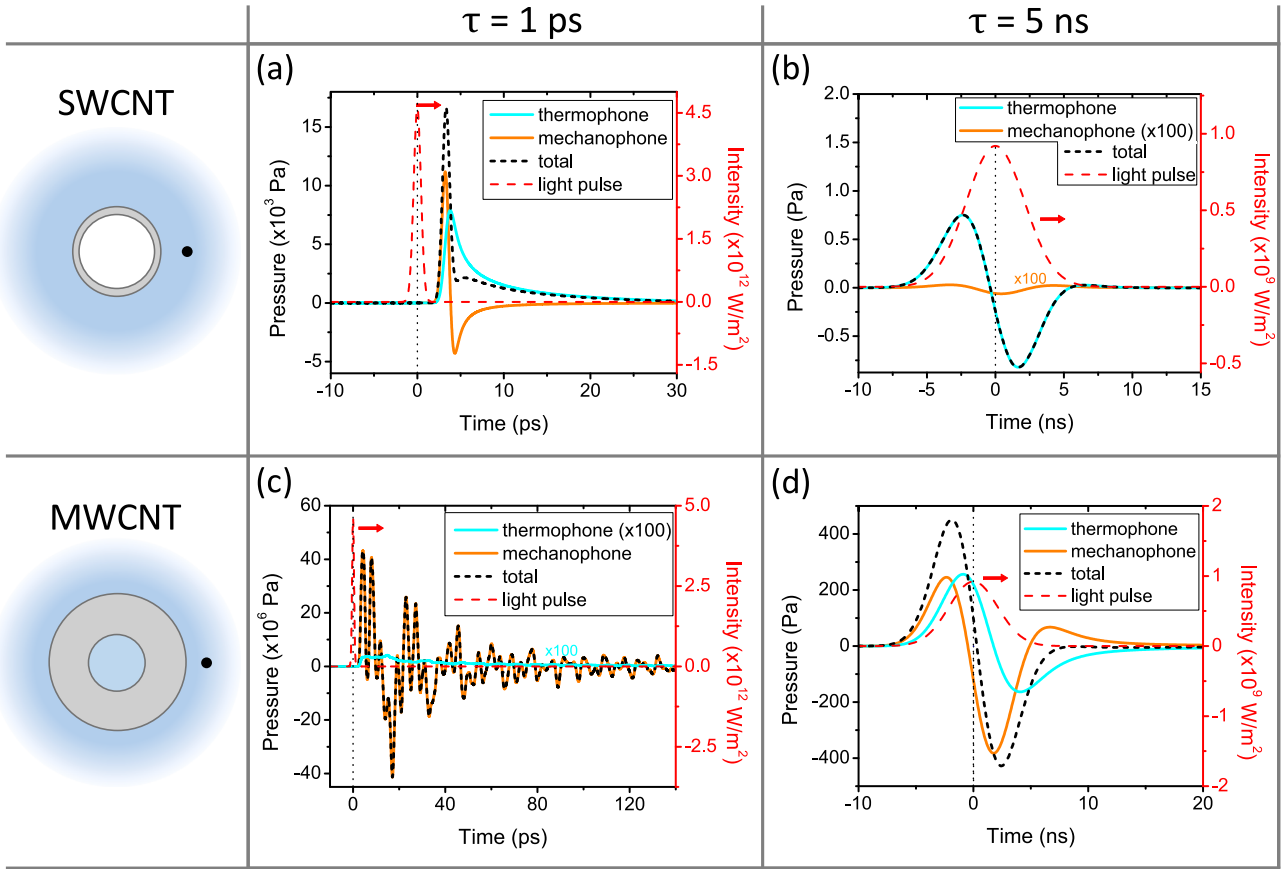 τ = 1 ps
τ = 5 ns
SWCNT
(a)
thermophone
mechanophone
total
light pulse
Pressure (x10³ Pa)
15
10
5
0
-5
-10
0
10
20
30
Time (ps)
4.5
3.0
1.5
0.0
-1.5
Intensity (x10¹² W/m²)
(b)
thermophone
mechanophone (x100)
total
light pulse
x100
Pressure (Pa)
2.0
1.5
1.0
0.5
0.0
-0.5
-10
-5
0
5
10
15
Time (ns)
1.0
0.5
0.0
-0.5
Intensity (x10⁹ W/m²)
MWCNT
(c)
thermophone (x100)
mechanophone
total
light pulse
x100
Pressure (x10⁶ Pa)
60
40
20
0
-20
-40
0
40
80
120
Time (ps)
5.0
2.5
0.0
-2.5
Intensity (x10¹² W/m²)
(d)
thermophone
mechanophone
total
light pulse
Pressure (Pa)
400
200
0
-200
-400
-10
0
10
20
Time (ns)
2
1
0
-1
-2
Intensity (x10⁹ W/m²)